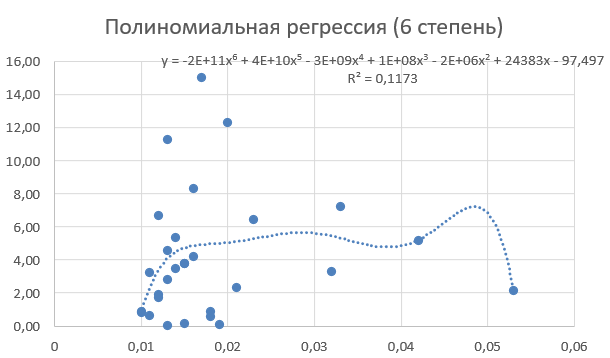 Полиномиальная регрессия (6 степень)
y = -2E+11x⁶ + 4E+10x⁵ - 3E+09x⁴ + 1E+08x³ - 2E+06x² + 24383x - 97,497
R² = 0,1173
16,00
14,00
12,00
10,00
8,00
6,00
4,00
2,00
0,00
0 0,01 0,02 0,03 0,04 0,05 0,06